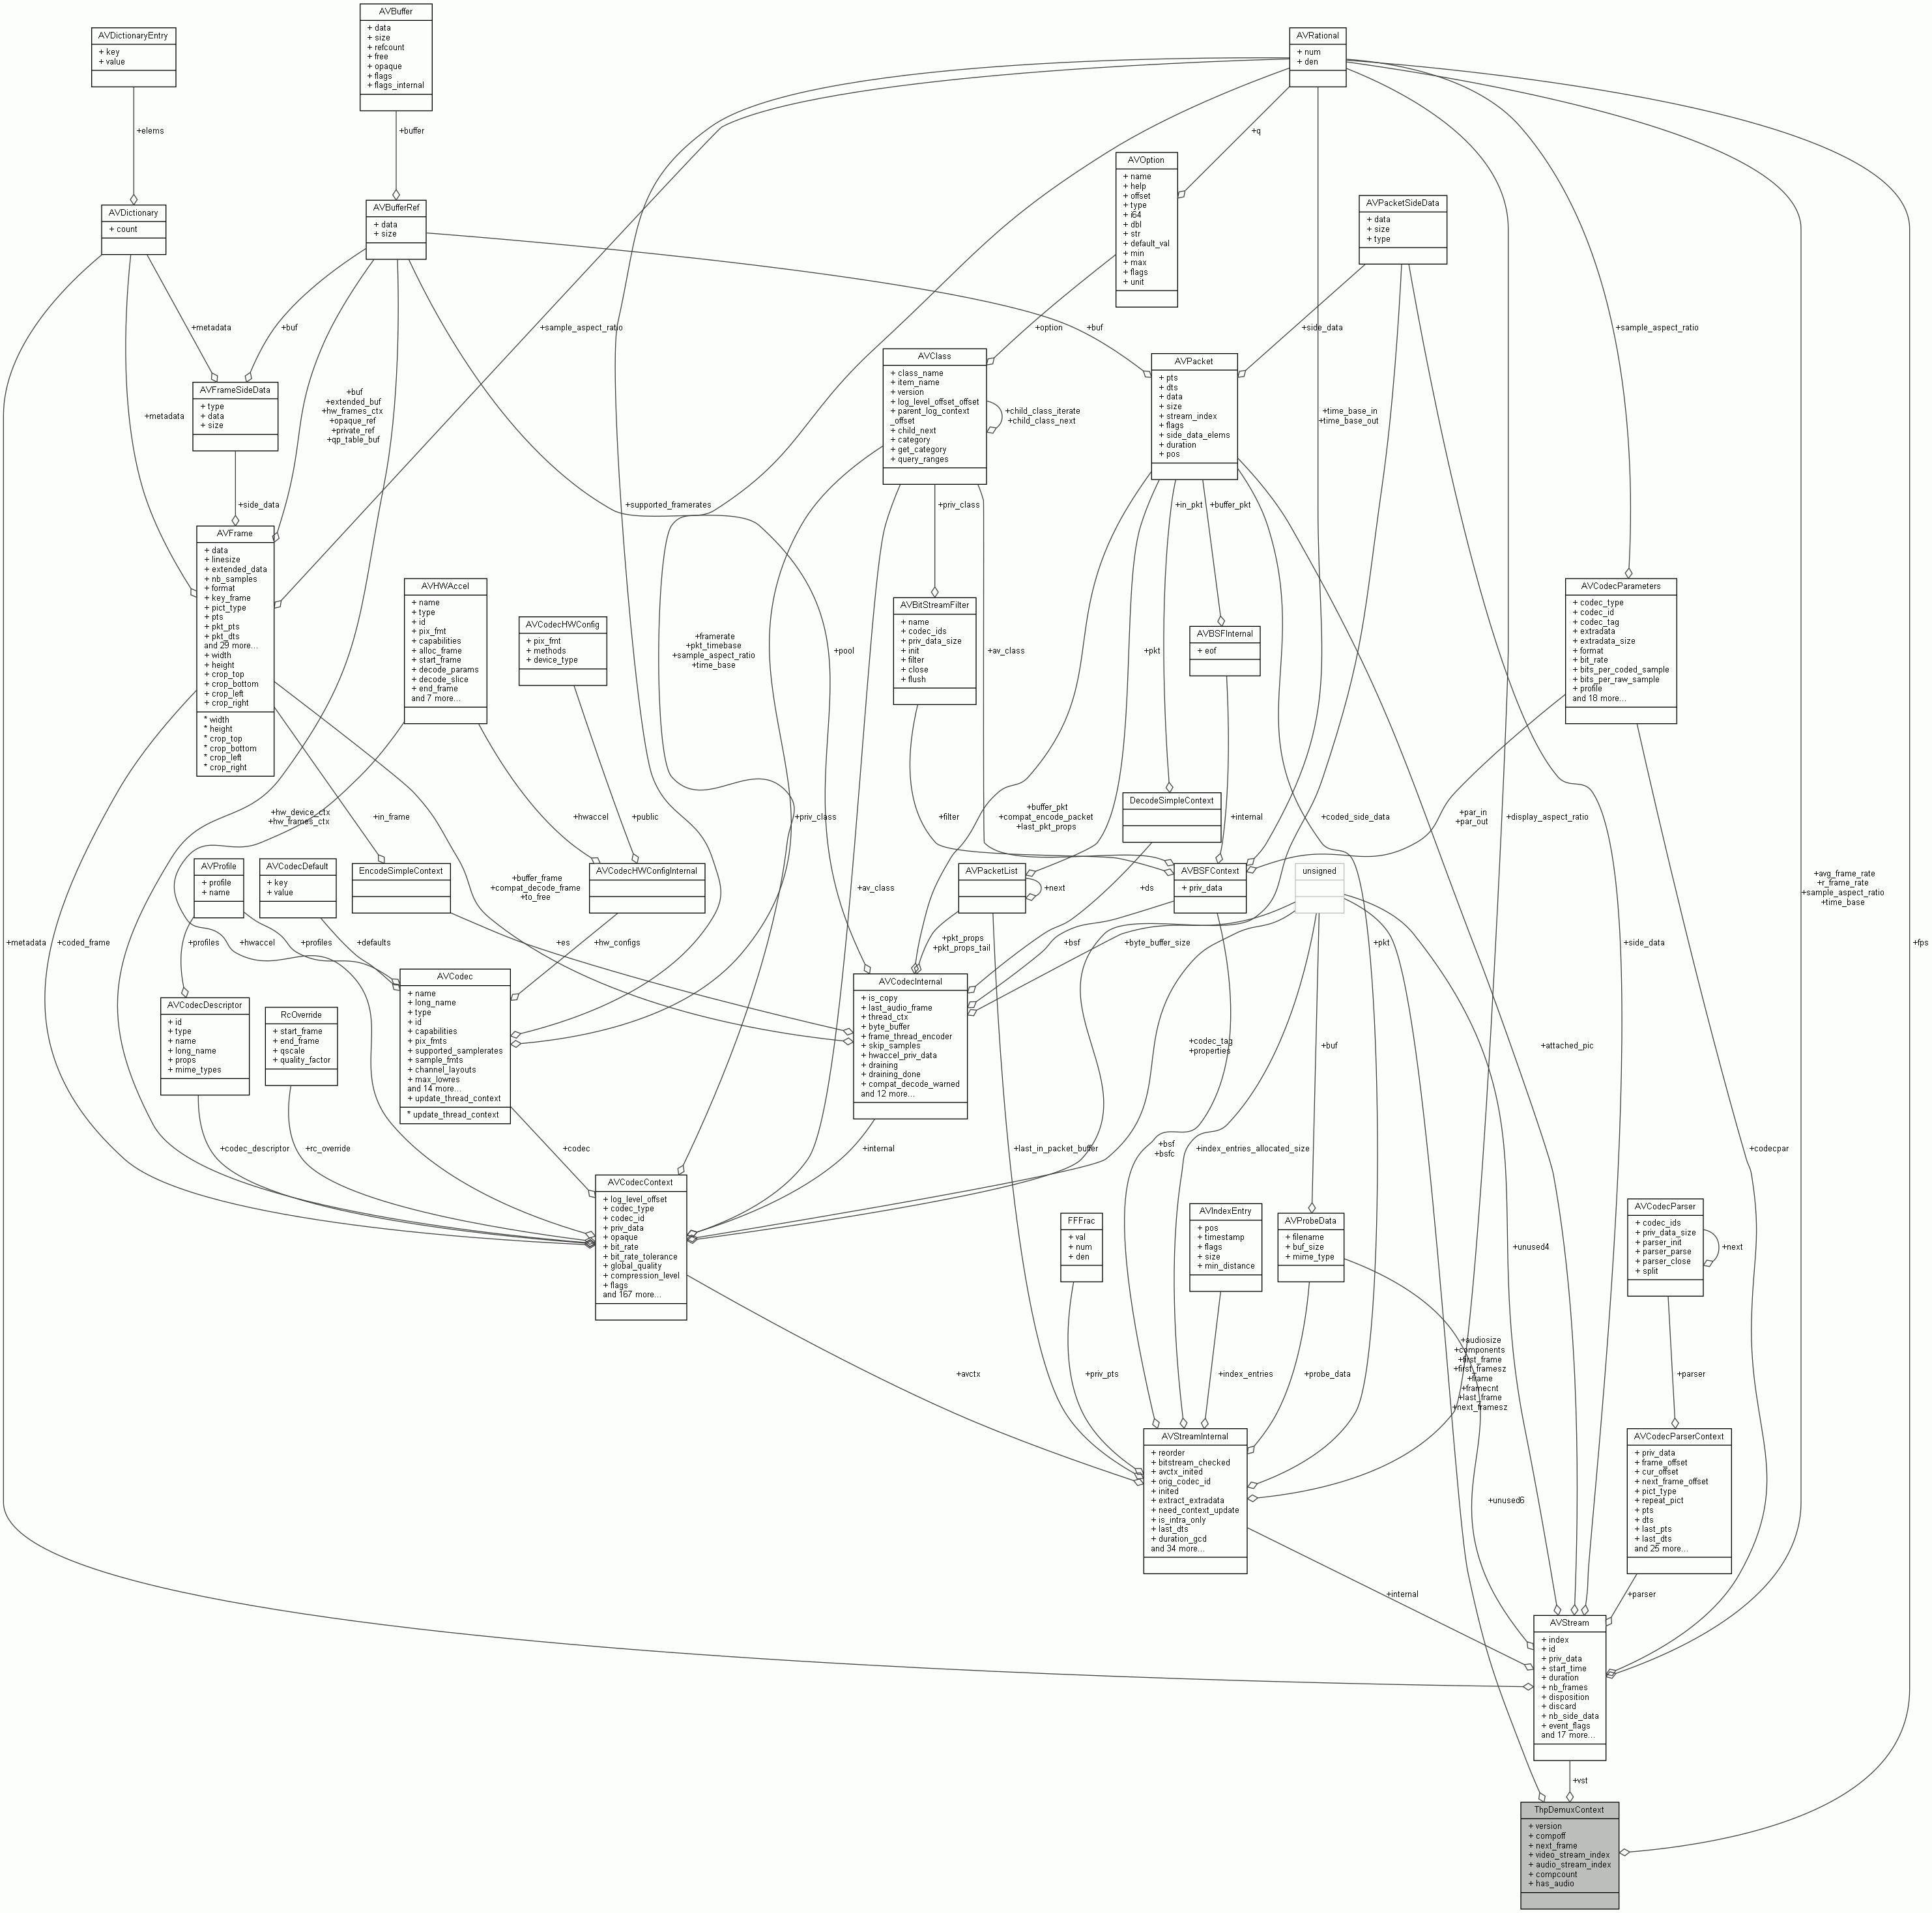 AVBuffer
+ data
+ size
+ refcount
+ free
+ opaque
+ flags
+ flags_internal
AVDictionaryEntry
+ key
+ value
AVRational
+ num
+ den
+elems
+buffer
+q
AVOption
+ name
+ help
+ offset
+ type
+ i64
+ dbl
+ str
+ default_val
+ min
+ max
+ flags
+ unit
AVDictionary
+ count
AVBufferRef
+ data
+ size
AVPacketSideData
+ data
+ size
+ type
+metadata
+buf
+sample_aspect_ratio
+option
+buf
+side_data
+sample_aspect_ratio
AVFrameSideData
+ type
+ data
+ size
+metadata
+buf
+extended_buf
+hw_frames_ctx
+opaque_ref
+private_ref
+qp_table_buf
AVClass
+ class_name
+ item_name
+ version
+ log_level_offset_offset
+ parent_log_context
_offset
+ child_next
+ category
+ get_category
+ query_ranges
+child_class_iterate
+child_class_next
AVPacket
+ pts
+ dts
+ data
+ size
+ stream_index
+ flags
+ side_data_elems
+ duration
+ pos
+time_base_in
+time_base_out
+side_data
+supported_framerates
+priv_class
+in_pkt
+buffer_pkt
AVFrame
+ data
+ linesize
+ extended_data
+ nb_samples
+ format
+ key_frame
+ pict_type
+ pts
+ pkt_pts
+ pkt_dts
and 29 more...
+ width
+ height
+ crop_top
+ crop_bottom
+ crop_left
+ crop_right
* width
* height
* crop_top
* crop_bottom
* crop_left
* crop_right
AVHWAccel
+ name
+ type
+ id
+ pix_fmt
+ capabilities
+ alloc_frame
+ start_frame
+ decode_params
+ decode_slice
+ end_frame
and 7 more...
AVCodecHWConfig
+ pix_fmt
+ methods
+ device_type
+framerate
+pkt_timebase
+sample_aspect_ratio
+time_base
+pool
AVBitStreamFilter
+ name
+ codec_ids
+ priv_data_size
+ init
+ filter
+ close
+ flush
+av_class
+pkt
AVBSFInternal
+ eof
AVCodecParameters
+ codec_type
+ codec_id
+ codec_tag
+ extradata
+ extradata_size
+ format
+ bit_rate
+ bits_per_coded_sample
+ bits_per_raw_sample
+ profile
and 18 more...
+hw_device_ctx
+hw_frames_ctx
+in_frame
+hwaccel
+public
+priv_class
+filter
+buffer_pkt
+compat_encode_packet
+last_pkt_props
DecodeSimpleContext
+internal
+coded_side_data
+par_in
+par_out
+display_aspect_ratio
AVProfile
+ profile
+ name
AVCodecDefault
+ key
+ value
EncodeSimpleContext
+buffer_frame
+compat_decode_frame
+to_free
AVCodecHWConfigInternal
+av_class
AVPacketList
+next
+ds
AVBSFContext
+ priv_data
unsigned
+avg_frame_rate
+r_frame_rate
+sample_aspect_ratio
+time_base
+metadata
+coded_frame
+profiles
+hwaccel
+profiles
+defaults
+es
+hw_configs
+pkt_props
+pkt_props_tail
+bsf
+byte_buffer_size
+pkt
+side_data
+fps
AVCodecDescriptor
+ id
+ type
+ name
+ long_name
+ props
+ mime_types
RcOverride
+ start_frame
+ end_frame
+ qscale
+ quality_factor
AVCodec
+ name
+ long_name
+ type
+ id
+ capabilities
+ pix_fmts
+ supported_samplerates
+ sample_fmts
+ channel_layouts
+ max_lowres
and 14 more...
+ update_thread_context
* update_thread_context
AVCodecInternal
+ is_copy
+ last_audio_frame
+ thread_ctx
+ byte_buffer
+ frame_thread_encoder
+ skip_samples
+ hwaccel_priv_data
+ draining
+ draining_done
+ compat_decode_warned
and 12 more...
+codec_tag
+properties
+buf
+attached_pic
+codec_descriptor
+rc_override
+codec
+internal
+last_in_packet_buffer
+bsf
+bsfc
+index_entries_allocated_size
+codecpar
AVCodecContext
+ log_level_offset
+ codec_type
+ codec_id
+ priv_data
+ opaque
+ bit_rate
+ bit_rate_tolerance
+ global_quality
+ compression_level
+ flags
and 167 more...
FFFrac
+ val
+ num
+ den
AVIndexEntry
+ pos
+ timestamp
+ flags
+ size
+ min_distance
AVProbeData
+ filename
+ buf_size
+ mime_type
+unused4
AVCodecParser
+ codec_ids
+ priv_data_size
+ parser_init
+ parser_parse
+ parser_close
+ split
+next
+avctx
+priv_pts
+index_entries
+probe_data
+audiosize
+components
+first_frame
+first_framesz
+frame
+framecnt
+last_frame
+next_framesz
+parser
AVStreamInternal
+ reorder
+ bitstream_checked
+ avctx_inited
+ orig_codec_id
+ inited
+ extract_extradata
+ need_context_update
+ is_intra_only
+ last_dts
+ duration_gcd
and 34 more...
+unused6
AVCodecParserContext
+ priv_data
+ frame_offset
+ cur_offset
+ next_frame_offset
+ pict_type
+ repeat_pict
+ pts
+ dts
+ last_pts
+ last_dts
and 25 more...
+internal
+parser
AVStream
+ index
+ id
+ priv_data
+ start_time
+ duration
+ nb_frames
+ disposition
+ discard
+ nb_side_data
+ event_flags
and 17 more...
+vst
ThpDemuxContext
+ version
+ compoff
+ next_frame
+ video_stream_index
+ audio_stream_index
+ compcount
+ has_audio